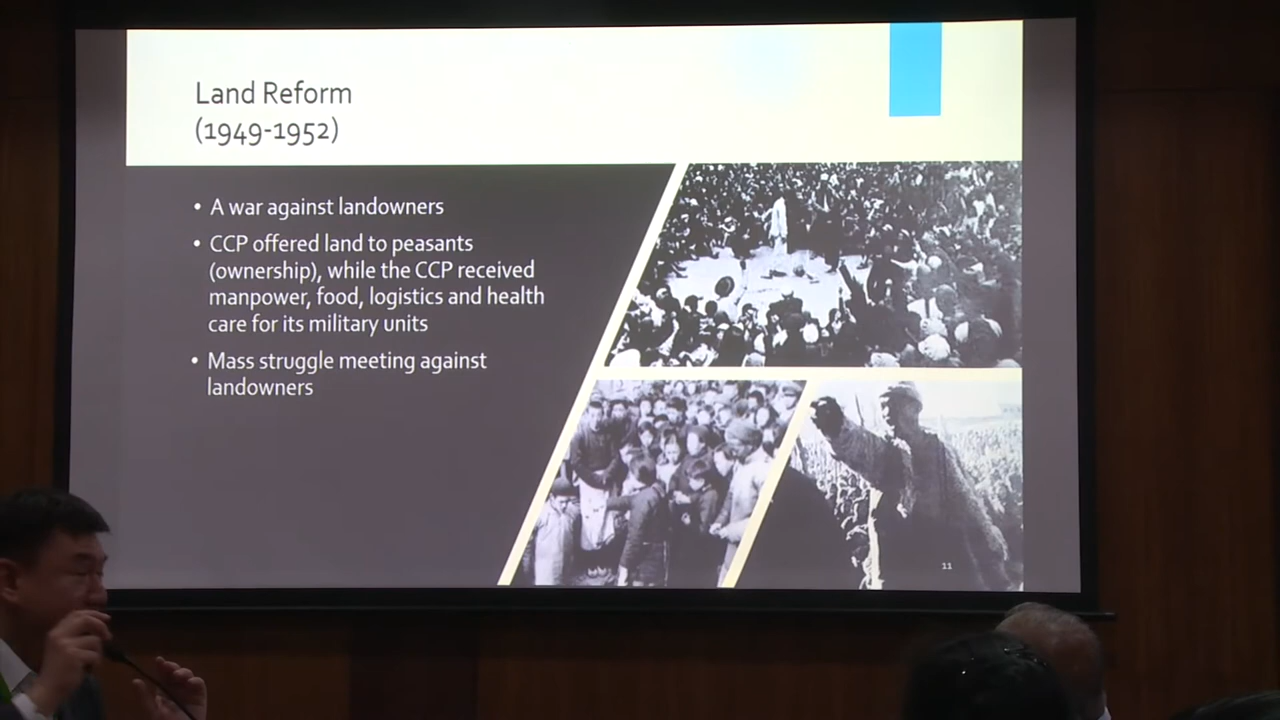 Land Reform
(1949-1952)
• A war against landowners
• CCP offered land to peasants
(ownership), while the CCP received
manpower, food, logistics and health
care for its military units
• Mass struggle meeting against
landowners
11